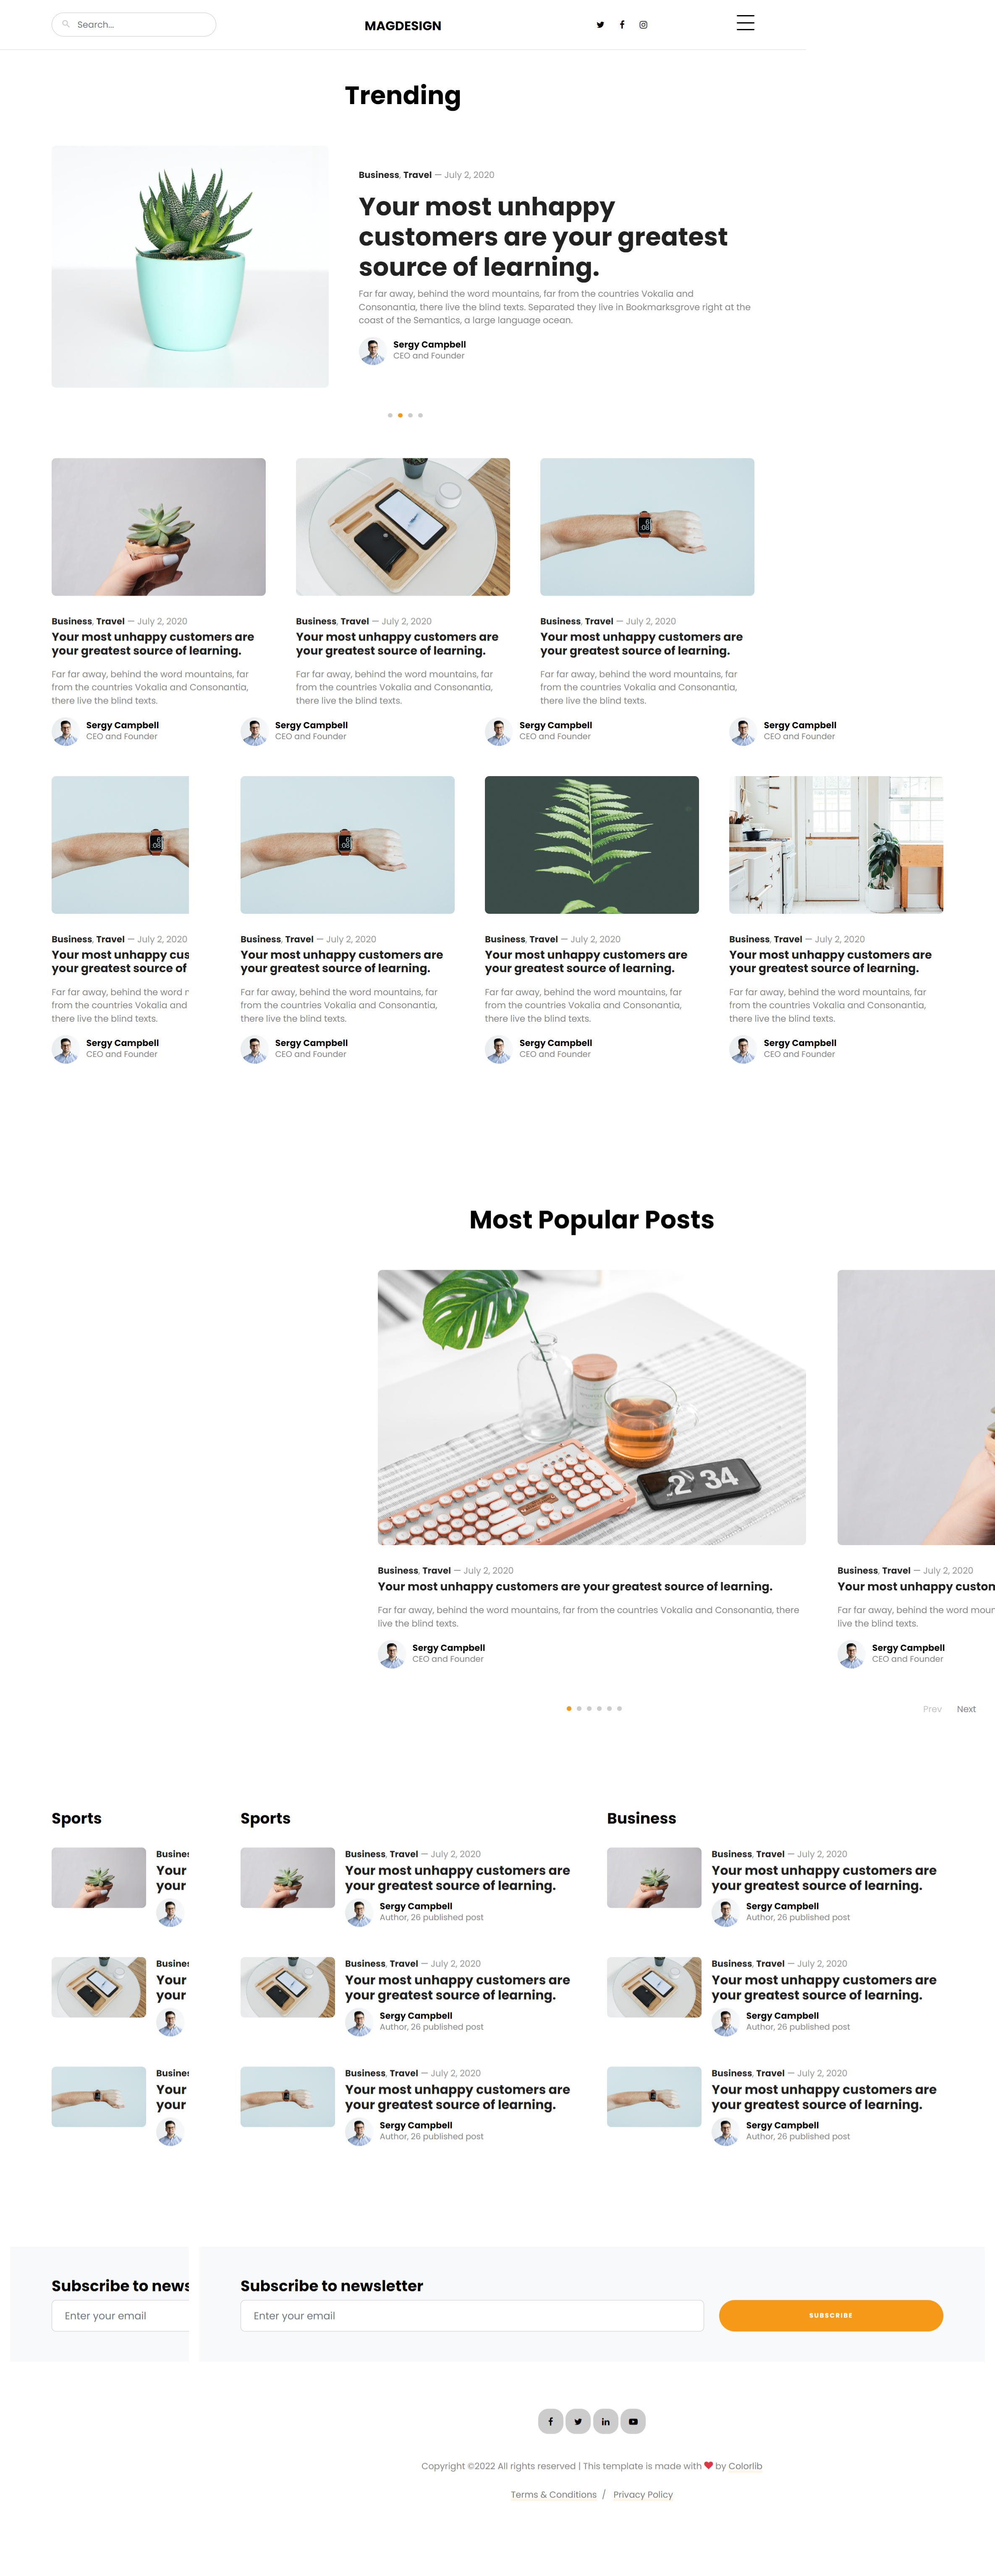 Search...
MAGDESIGN
Trending
Business, Travel — July 2, 2020
Your most unhappy
customers are your greatest
source of learning.
Far far away, behind the word mountains, far from the countries Vokalia and
Consonantia, there live the blind texts. Separated they live in Bookmarksgrove right at the
coast of the Semantics, a large language ocean.
Sergy Campbell
CEO and Founder
Business, Travel — July 2, 2020
Your most unhappy customers are
your greatest source of learning.
Far far away, behind the word mountains, far
from the countries Vokalia and Consonantia,
there live the blind texts.
Business, Travel — July 2, 2020
Your most unhappy customers are
your greatest source of learning.
Far far away, behind the word mountains, far
from the countries Vokalia and Consonantia,
there live the blind texts.
Business, Travel — July 2, 2020
Your most unhappy customers are
your greatest source of learning.
Far far away, behind the word mountains, far
from the countries Vokalia and Consonantia,
there live the blind texts.
Sergy Campbell
CEO and Founder
Sergy Campbell
CEO and Founder
Sergy Campbell
CEO and Founder
Sergy Campbell
CEO and Founder
Business, Travel — July 2, 2020
Your most unhappy cus
your greatest source of
Far far away, behind the word
from the countries Vokalia and
there live the blind texts.
Sergy Campbell
CEO and Founder
Business, Travel — July 2, 2020
Your most unhappy customers are
your greatest source of learning.
Far far away, behind the word mountains, far
from the countries Vokalia and Consonantia,
there live the blind texts.
Sergy Campbell
CEO and Founder
Business, Travel — July 2, 2020
Your most unhappy customers are
your greatest source of learning.
Far far away, behind the word mountains, far
from the countries Vokalia and Consonantia,
there live the blind texts.
Sergy Campbell
CEO and Founder
Business, Travel — July 2, 2020
Your most unhappy customers are
your greatest source of learning.
Far far away, behind the word mountains, far
from the countries Vokalia and Consonantia,
there live the blind texts.
Sergy Campbell
CEO and Founder
Most Popular Posts
2 34
Business, Travel — July 2, 2020
Your most unhappy customers are your greatest source of learning.
Far far away, behind the word mountains, far from the countries Vokalia and Consonantia, there
live the blind texts.
Sergy Campbell
CEO and Founder
Business, Travel — July 2, 2020
Your most unhappy custon
Far far away, behind the word moun
live the blind texts.
Sergy Campbell
CEO and Founder
Prev Next
Sports
Busines
Your
your
Busines
Your
your
Busines
Your
your
Sports
Business, Travel — July 2, 2020
Your most unhappy customers are
your greatest source of learning.
Sergy Campbell
Author, 26 published post
Business, Travel — July 2, 2020
Your most unhappy customers are
your greatest source of learning.
Sergy Campbell
Author, 26 published post
Business, Travel — July 2, 2020
Your most unhappy customers are
your greatest source of learning.
Sergy Campbell
Author, 26 published post
Business
Business, Travel — July 2, 2020
Your most unhappy customers are
your greatest source of learning.
Sergy Campbell
Author, 26 published post
Business, Travel — July 2, 2020
Your most unhappy customers are
your greatest source of learning.
Sergy Campbell
Author, 26 published post
Business, Travel — July 2, 2020
Your most unhappy customers are
your greatest source of learning.
Sergy Campbell
Author, 26 published post
Subscribe to news
Enter your email
Subscribe to newsletter
Enter your email
SUBSCRIBE
Copyright ©2022 All rights reserved | This template is made with ♥ by Colorlib
Terms & Conditions / Privacy Policy